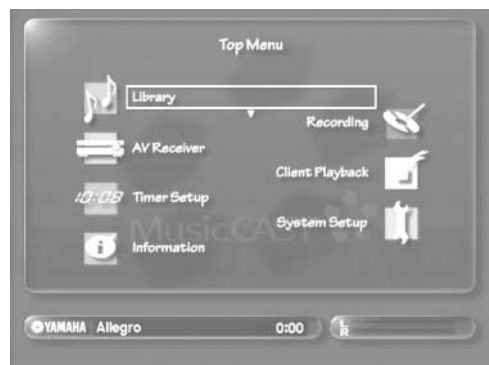 Top Menu
Library
Recording
AV Receiver
Client Playback
10:08 Timer Setup
System Setup
MusicCAST
Information
YAMAHA Allegro 0:00 L R